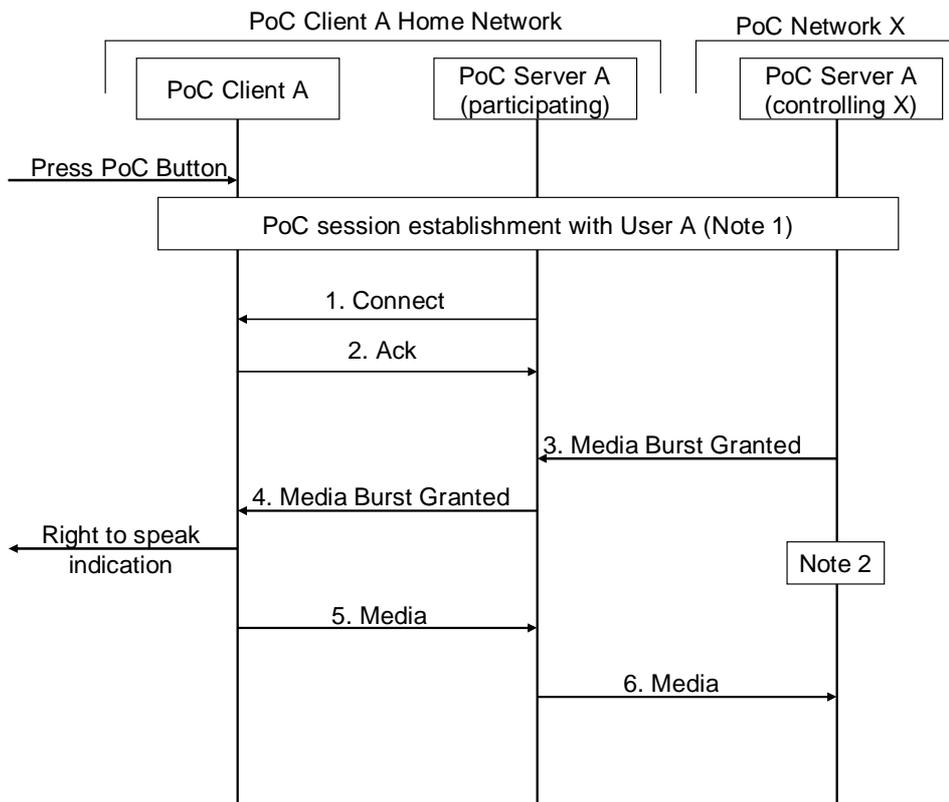 PoC Client A Home Network
PoC Network X
PoC Client A
PoC Server A
(participating)
PoC Server A
(controlling X)
Press PoC Button
PoC session establishment with User A (Note 1)
1. Connect
2. Ack
3. Media Burst Granted
4. Media Burst Granted
Right to speak
indication
Note 2
5. Media
6. Media